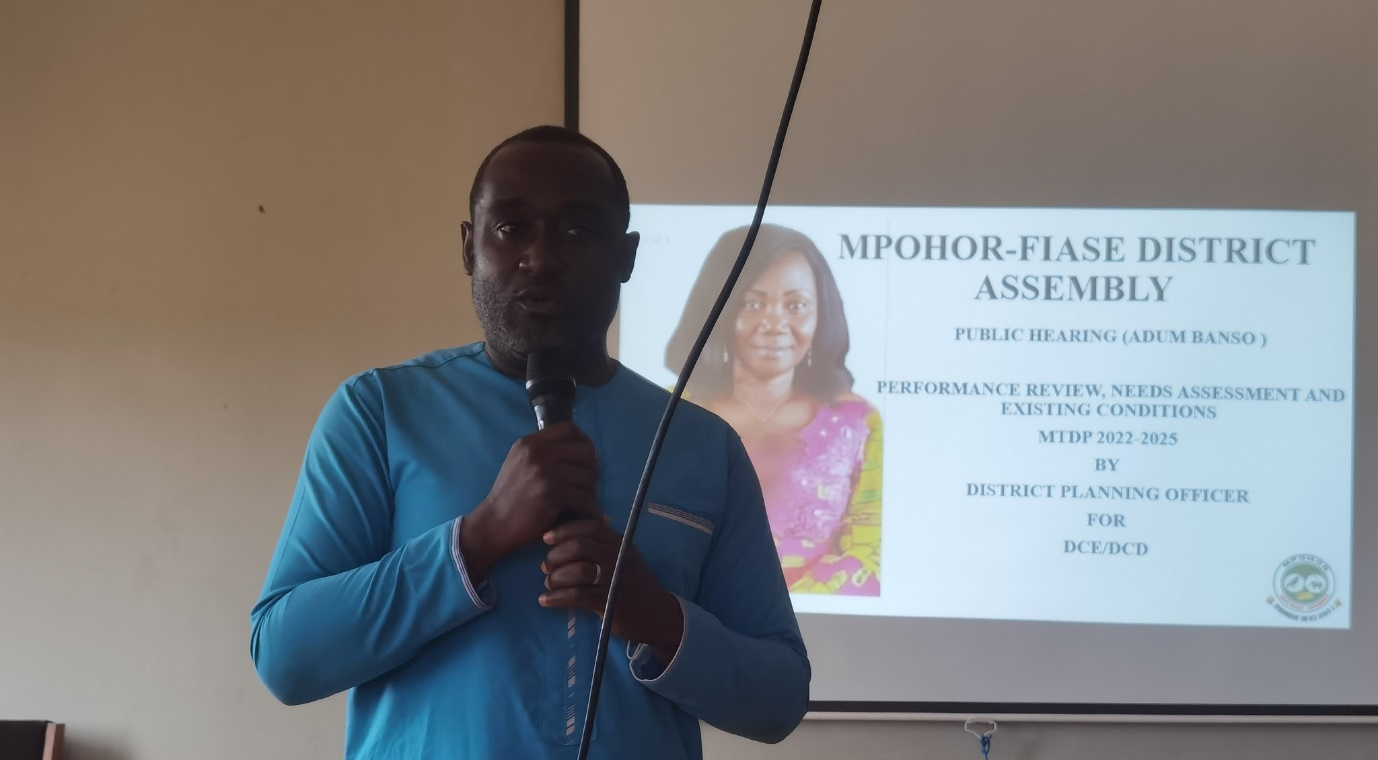 MPOHOR-FIASE DISTRICT
ASSEMBLY
PUBLIC HEARING (ADUM BANSO )
PERFORMANCE REVIEW, NEEDS ASSESSMENT AND
EXISTING CONDITIONS
MTDP 2022-2025
BY
DISTRICT PLANNING OFFICER
FOR
DCE/DCD
MPOHOR